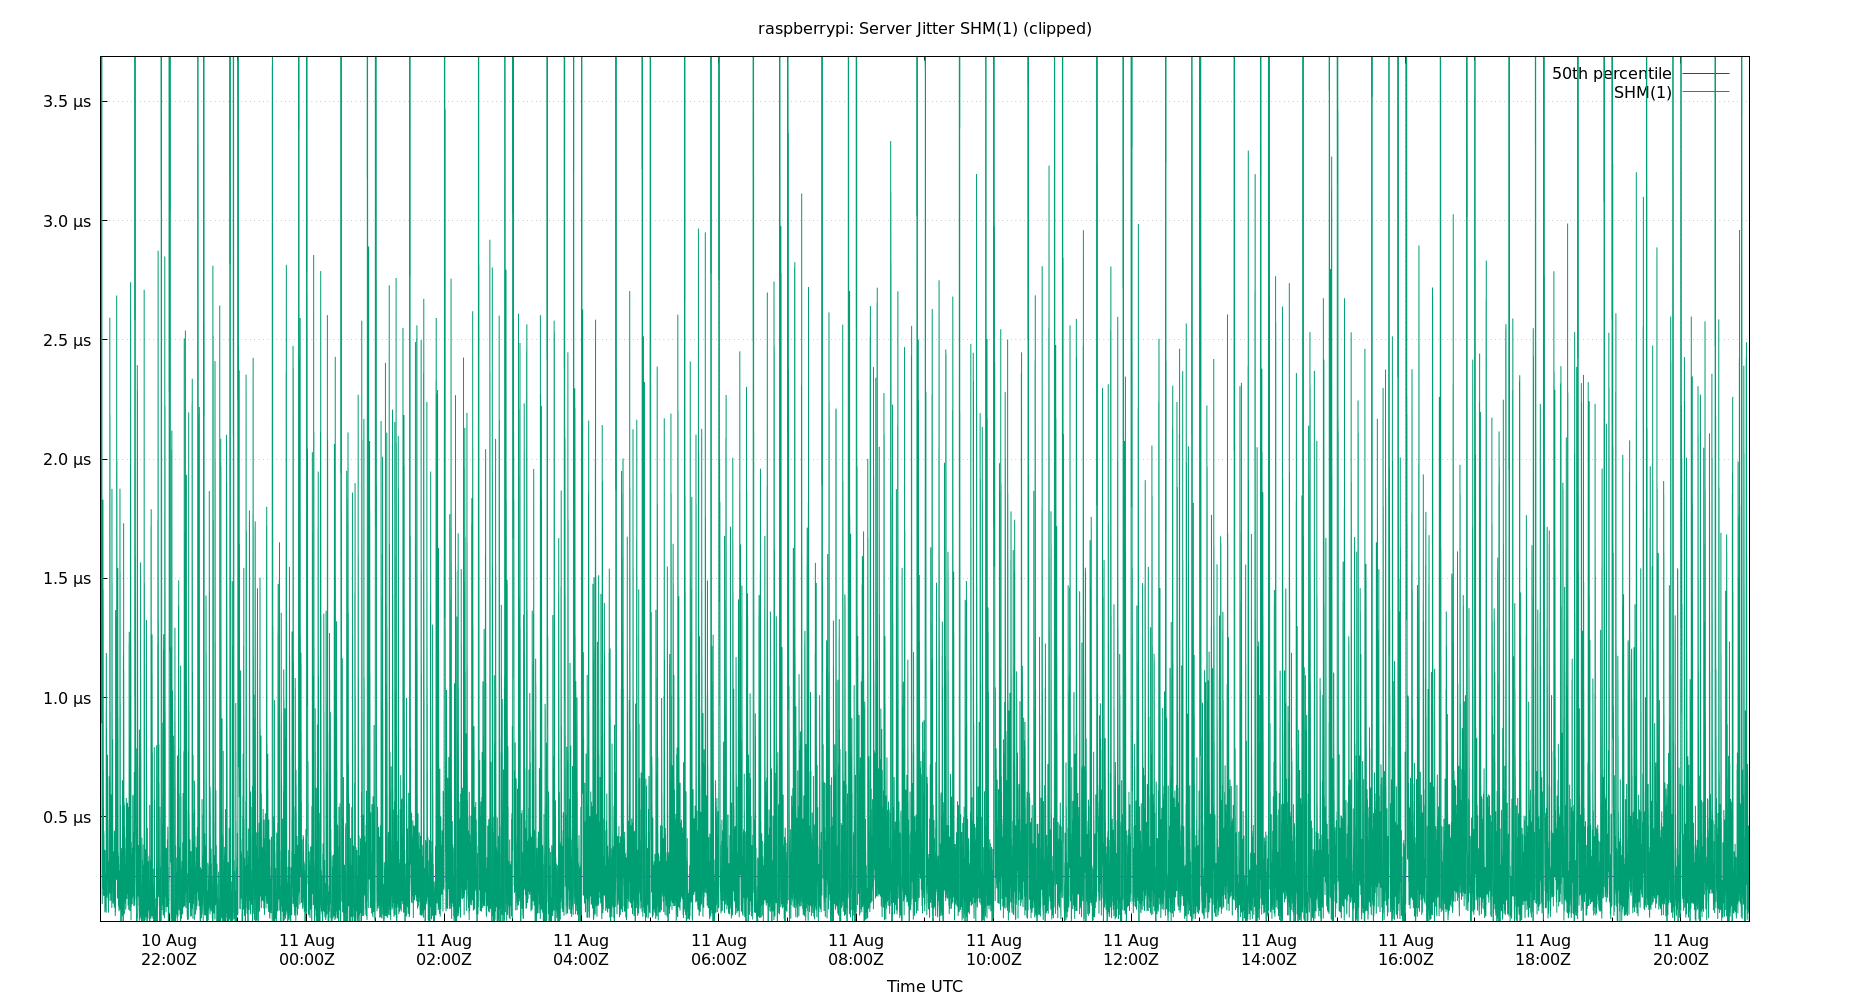 raspberrypi: Server Jitter SHM(1) (clipped)
50th percentile
SHM(1)
3.5 µs
3.0 µs
2.5 µs
2.0 µs
1.5 µs
1.0 µs
0.5 µs
10 Aug 11 Aug 11 Aug 11 Aug 11 Aug 11 Aug 11 Aug 11 Aug 11 Aug 11 Aug 11 Aug 11 Aug
22:00Z 00:00Z 02:00Z 04:00Z 06:00Z 08:00Z 10:00Z 12:00Z 14:00Z 16:00Z 18:00Z 20:00Z
Time UTC